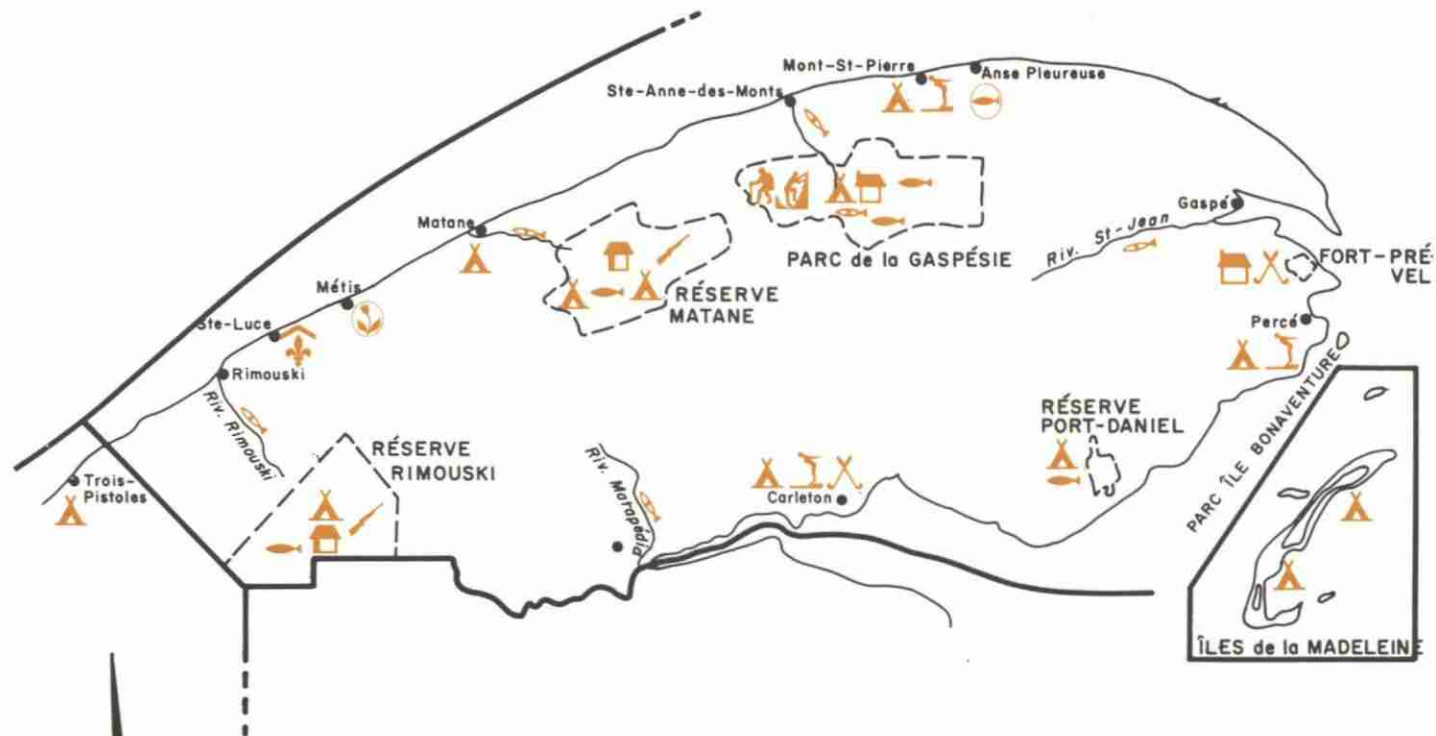 Mont-St-Pierre
Anse Pleureuse
Ste-Anne-des-Monts
Gaspé
Matane
Riv. St-Jean
PARC de la GASPÉSIE
FORT-PRÉ-
VEL
Métis
RÉSERVE
MATANE
Ste-Luce
Percé
Rimouski
Riv. Rimouski
PARC ÎLE BONAVENTURE
RÉSERVE
PORT-DANIEL
RÉSERVE
RIMOUSKI
Riv. Matapédia
Trois-
Pistoles
Carleton
ÎLES de la MADELEINE